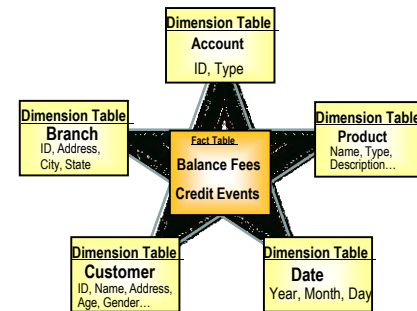 Dimension Table
Account
ID, Type
Dimension Table
Branch
ID, Address,
City, State
Fact Table
Balance Fees
Credit Events
Dimension Table
Product
Name, Type,
Description...
Dimension Table
Customer
ID, Name, Address,
Age, Gender...
Dimension Table
Date
Year, Month, Day